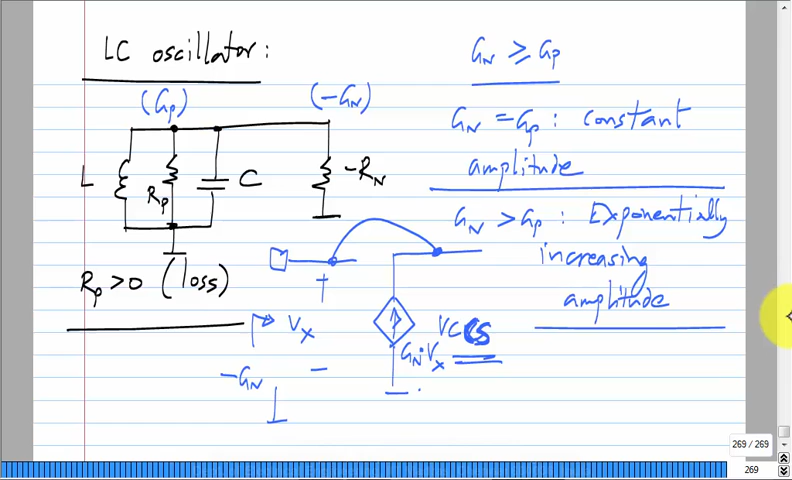 LC oscillator:
(GP)
(-GN)
L
RP
C
-RN
RP>0 (loss)
GN ≥ GP
GN = GP : constant
amplitude
GN > GP : Exponentially
increasing
amplitude
+
VX
-
-GN
VCCS
GN·VX
269 / 269
269